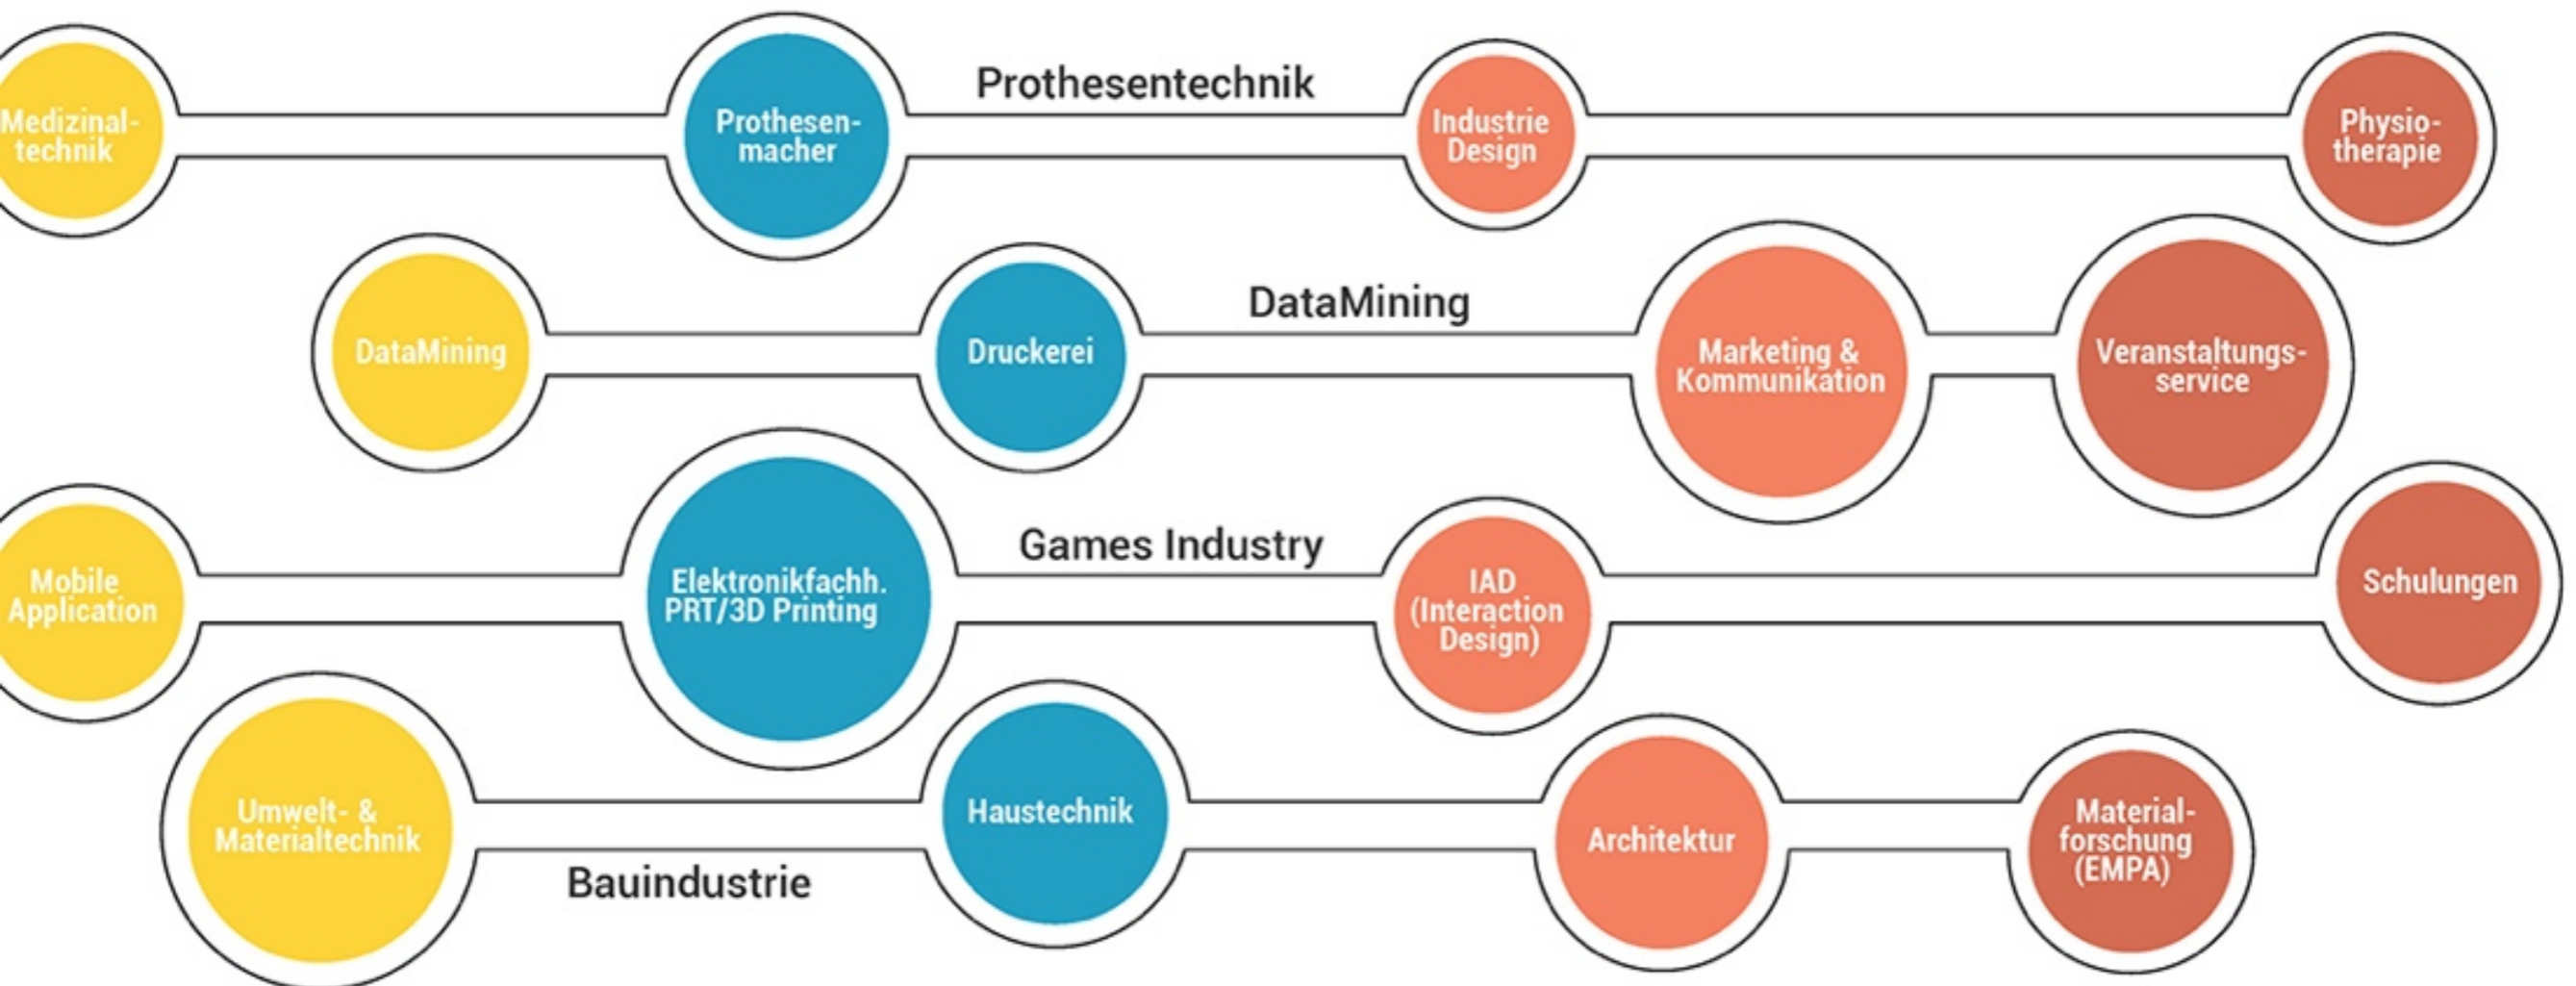 Medizinal-
technik
Prothesen-
macher
Prothesentechnik
Industrie
Design
Physio-
therapie
DataMining
Druckerei
DataMining
Marketing &
Kommunikation
Veranstaltungs-
service
Mobile
Application
Elektronikfachh.
PRT/3D Printing
Games Industry
IAD
(Interaction
Design)
Schulungen
Umwelt- &
Materialtechnik
Bauindustrie
Haustechnik
Architektur
Material-
forschung
(EMPA)